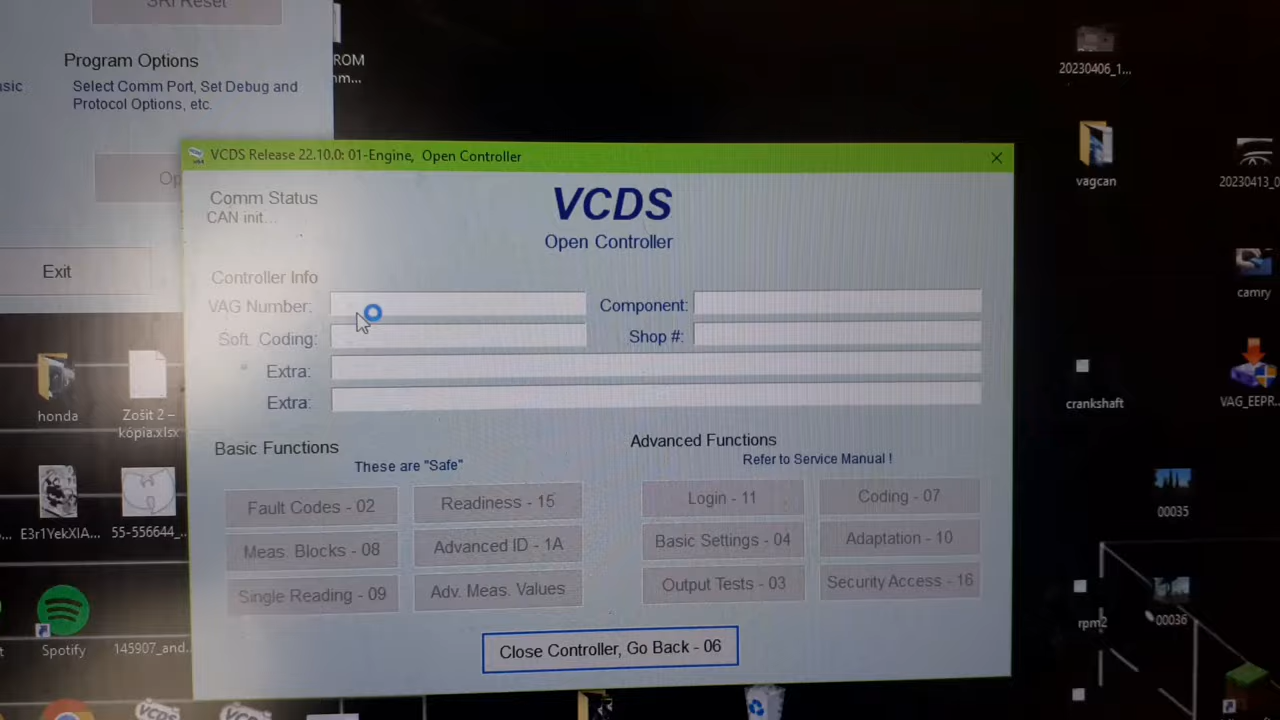 SRI Reset
Program Options
Select Comm Port, Set Debug and
Protocol Options, etc.
Op
Exit
VCDS Release 22.10.0: 01-Engine, Open Controller
Comm Status
CAN init...
VCDS
Open Controller
Controller Info
VAG Number:
Component:
Soft. Coding:
Shop #:
Extra:
Extra:
Basic Functions
These are "Safe"
Advanced Functions
Refer to Service Manual !
Fault Codes - 02
Readiness - 15
Login - 11
Coding - 07
Meas. Blocks - 08
Advanced ID - 1A
Basic Settings - 04
Adaptation - 10
Single Reading - 09
Adv. Meas. Values
Output Tests - 03
Security Access - 16
Close Controller, Go Back - 06
20230406_1...
vagcan
20230413_0
camry
crankshaft
VAG_EEPR...
00035
rpm2
00036
honda
Zošit 2 –
kópia.xlsx
E3r1YekXIA...
55-556644_...
Spotify
145907_and...
VCDS
VCDS